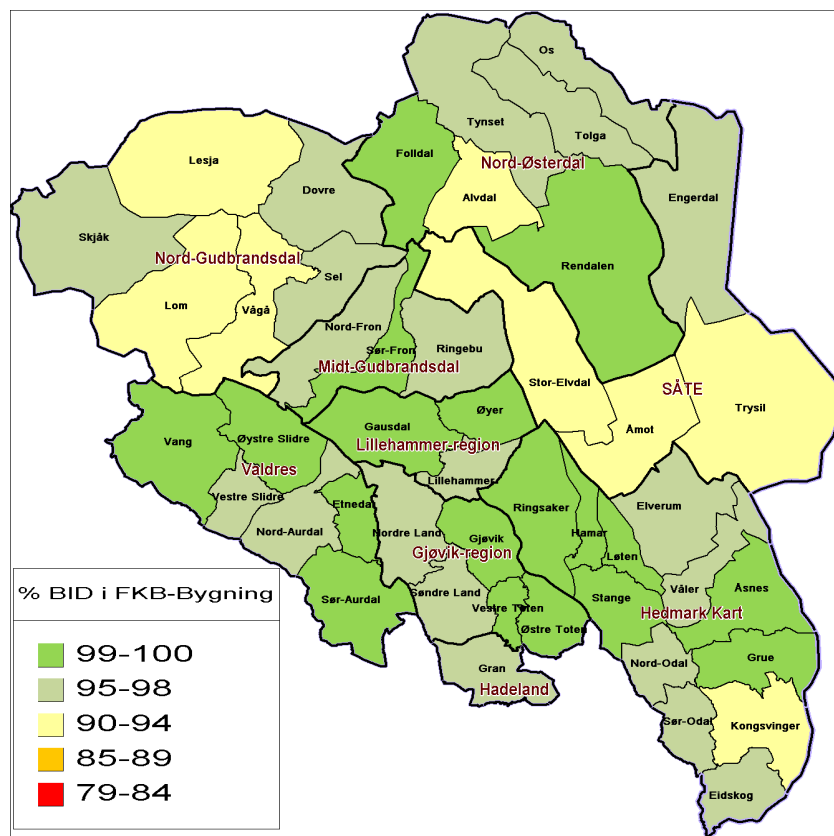 Os
Tynset
Tolga
Folldal
Nord-Østerdal
Lesja
Dovre
Alvdal
Engerdal
Skjåk
Nord-Gudbrandsdal
Rendalen
Sel
Lom
Vågå
Nord-Fron
Ringebu
Sør-Fron
Midt-Gudbrandsdal
Stor-Elvdal
SÅTE
Trysil
Øyer
Gausdal
Åmot
Vang
Øystre Slidre
Lillehammer-region
Valdres
Lillehammer
Vestre Slidre
Etnedal
Ringsaker
Elverum
Nord-Aurdal
Nordre Land
Gjøvik
Hamar
Gjøvik-region
Løten
% BID i FKB-Bygning
Søndre Land
Stange
Våler
Åsnes
Sør-Aurdal
Vestre Toten
Hedmark Kart
Østre Toten
99-100
Gran
Nord-Odal
Grue
95-98
Hadeland
90-94
Sør-Odal
Kongsvinger
85-89
79-84
Eidskog